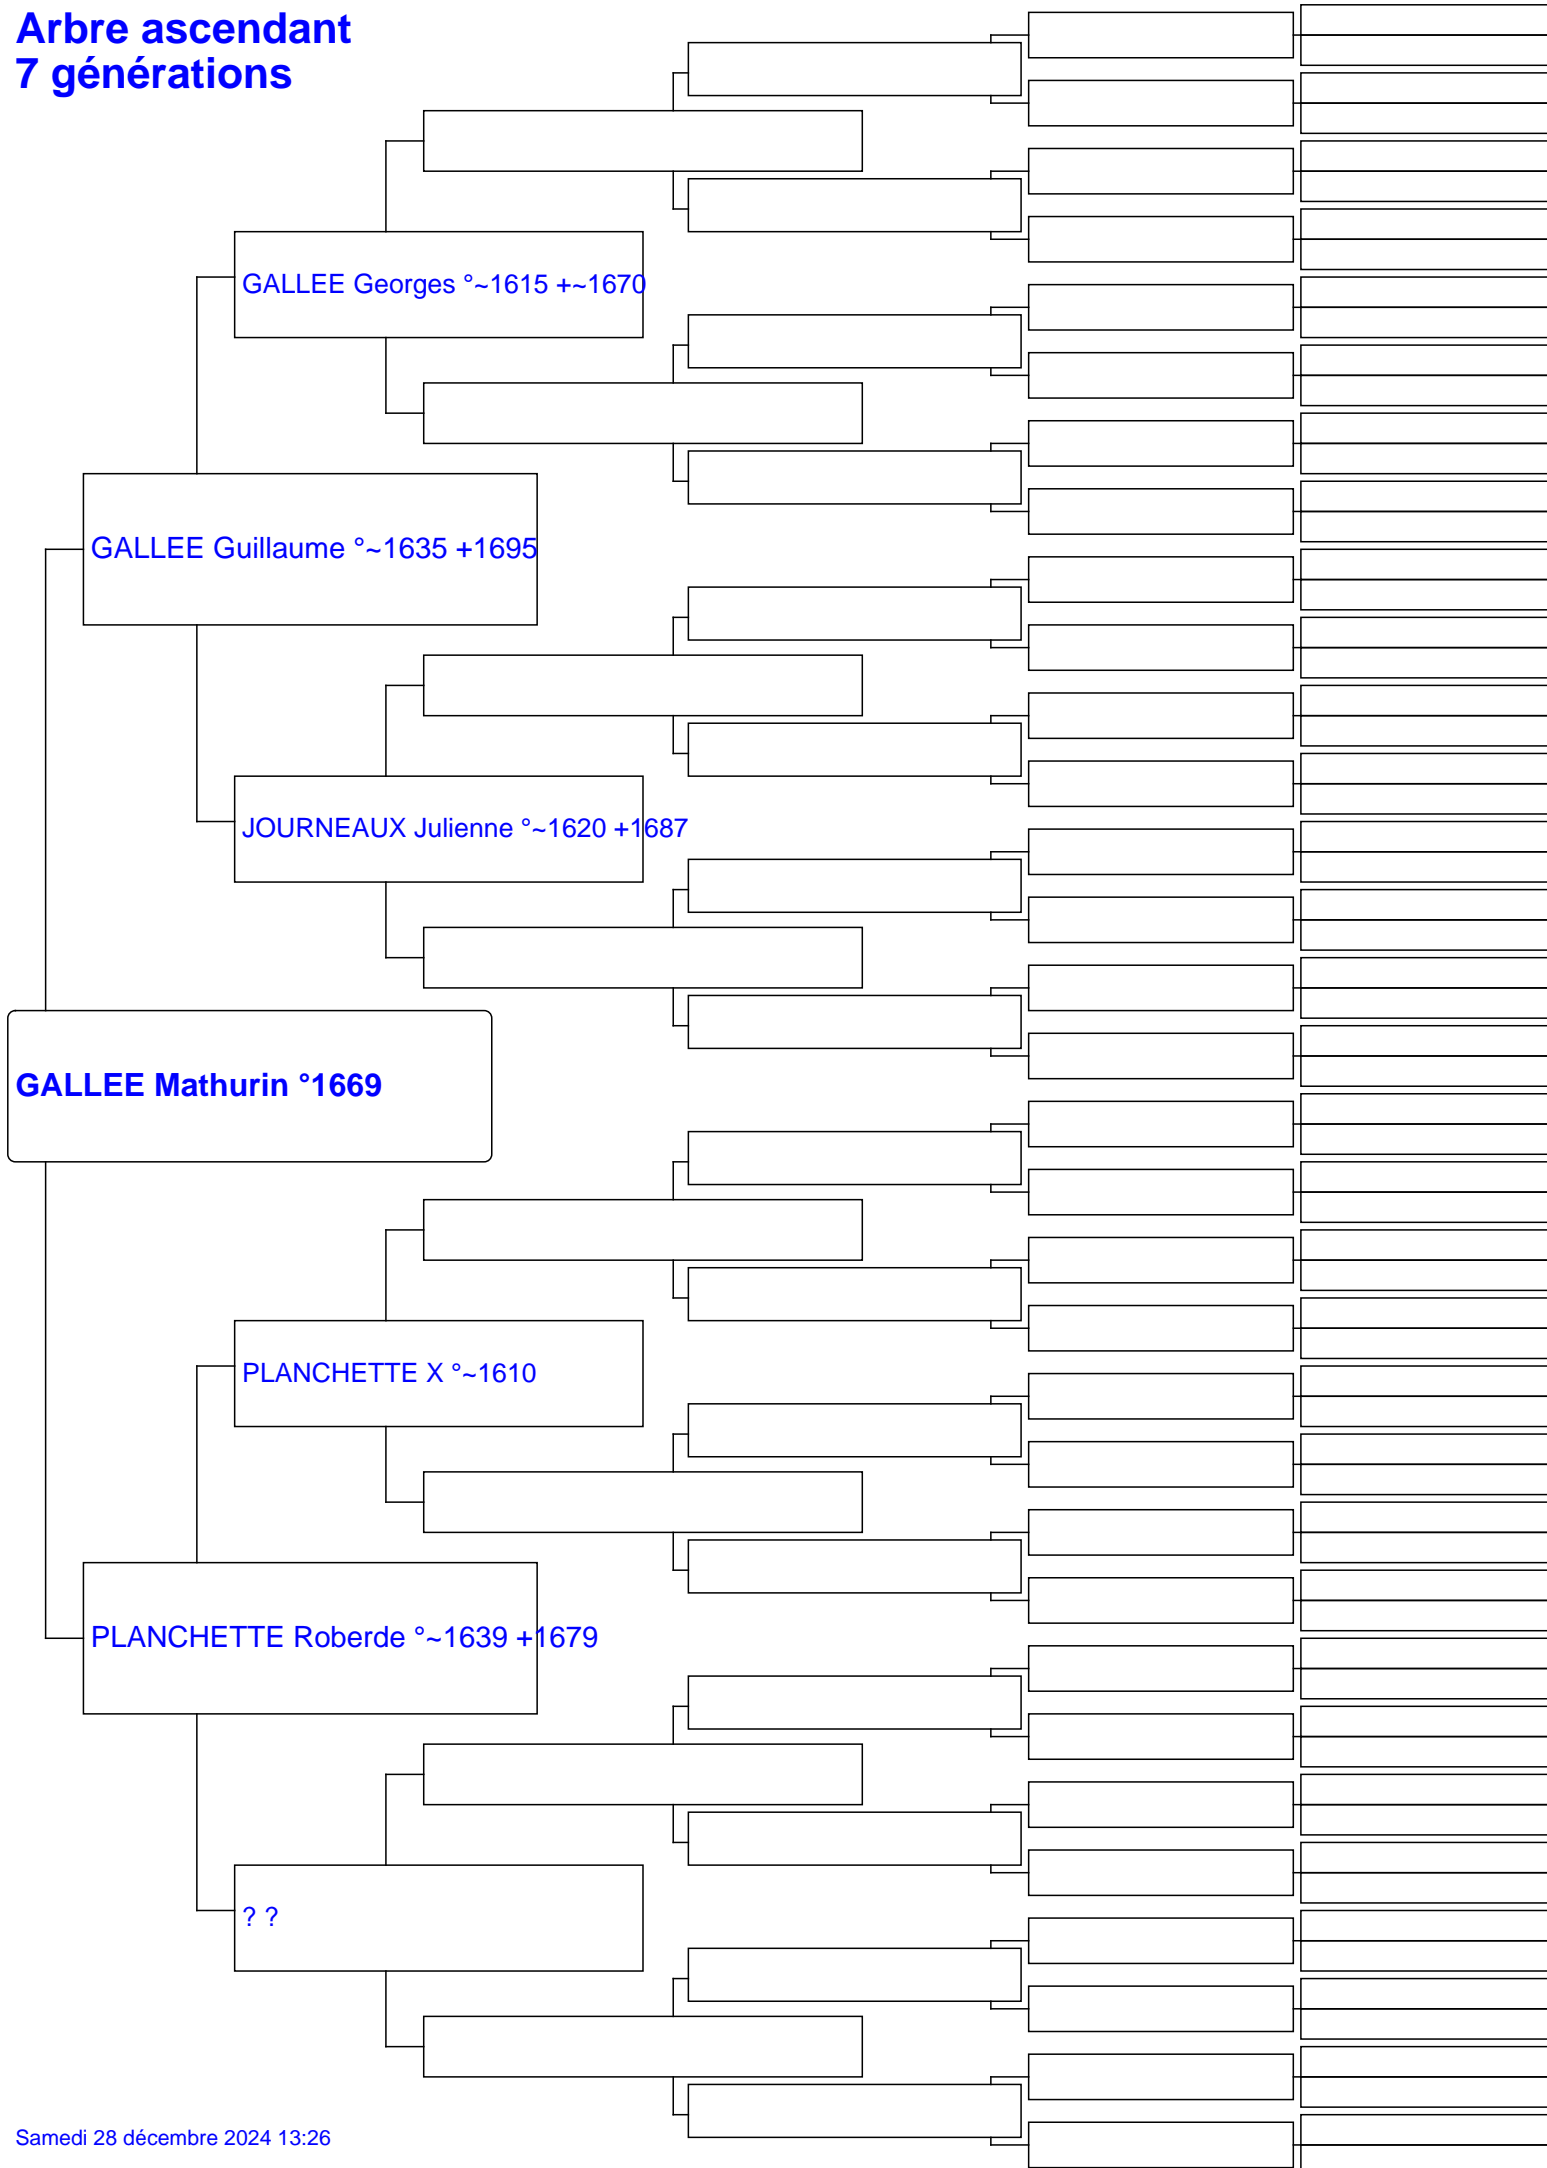 Arbre ascendant
7 générations
GALLEE Georges °~1615 +~1670
GALLEE Guillaume °~1635 +1695
JOURNEAUX Julienne °~1620 +1687
GALLEE Mathurin °1669
PLANCHETTE X °~1610
PLANCHETTE Roberde °~1639 +1679
? ?
Samedi 28 décembre 2024 13:26